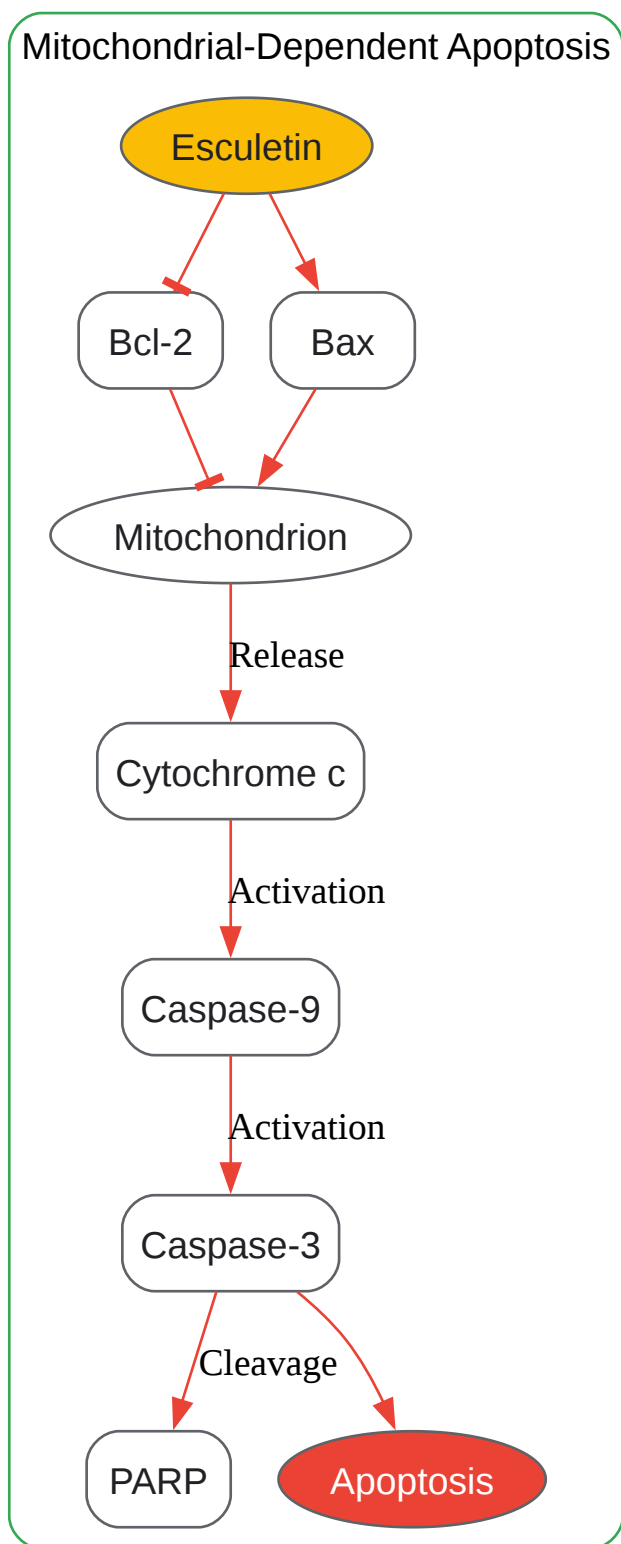 Mitochondrial-Dependent Apoptosis
Esculetin
Bcl-2
Bax
Mitochondrion
Release
Cytochrome c
Activation
Caspase-9
Activation
Caspase-3
Cleavage
PARP
Apoptosis